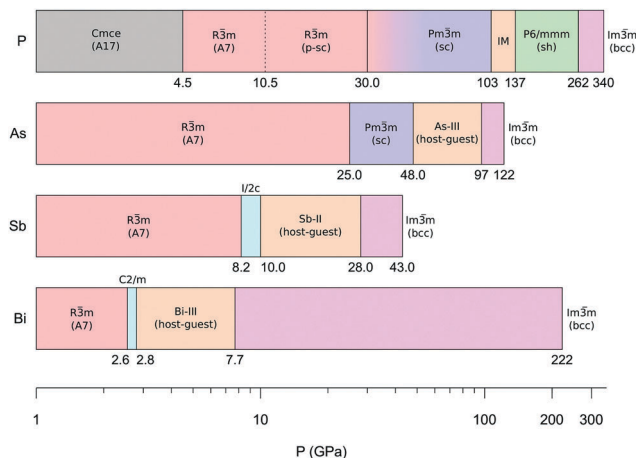 P
Cmce
(A17)
R3̄m
(A7)
R3̄m
(p-sc)
Pm3̄m
(sc)
IM
P6/mmm
(sh)
Im3̄m
(bcc)
4.5
10.5
30.0
103
137
262
340
As
R3̄m
(A7)
Pm3̄m
(sc)
As-III
(host-guest)
Im3̄m
(bcc)
25.0
48.0
97
122
I/2c
Sb
R3̄m
(A7)
Sb-II
(host-guest)
Im3̄m
(bcc)
8.2
10.0
28.0
43.0
C2/m
Bi
R3̄m
(A7)
Bi-III
(host-guest)
Im3̄m
(bcc)
2.6
2.8
7.7
222
1
10
100
200
300
P (GPa)